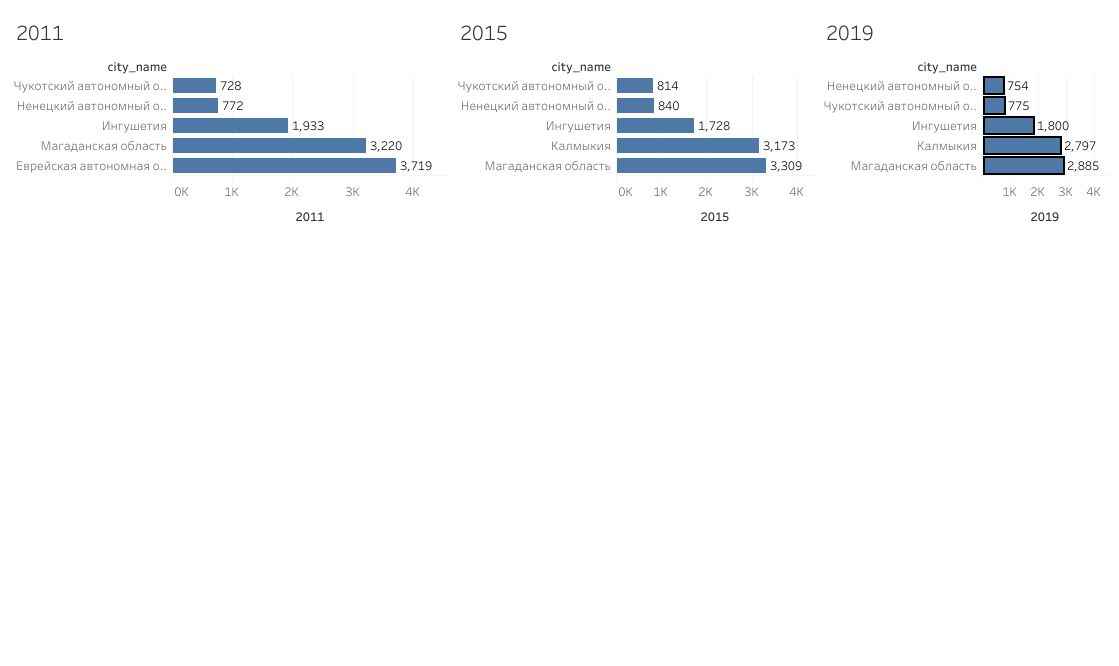 2011
city_name
Чукотский автономный о.. 728
Ненецкий автономный о.. 772
Ингушетия 1,933
Магаданская область 3,220
Еврейская автономная о.. 3,719
0K 1K 2K 3K 4K
2011
2015
city_name
Чукотский автономный о.. 814
Ненецкий автономный о.. 840
Ингушетия 1,728
Калмыкия 3,173
Магаданская область 3,309
0K 1K 2K 3K 4K
2015
2019
city_name
Ненецкий автономный о.. 754
Чукотский автономный о.. 775
Ингушетия 1,800
Калмыкия 2,797
Магаданская область 2,885
1K 2K 3K 4K
2019